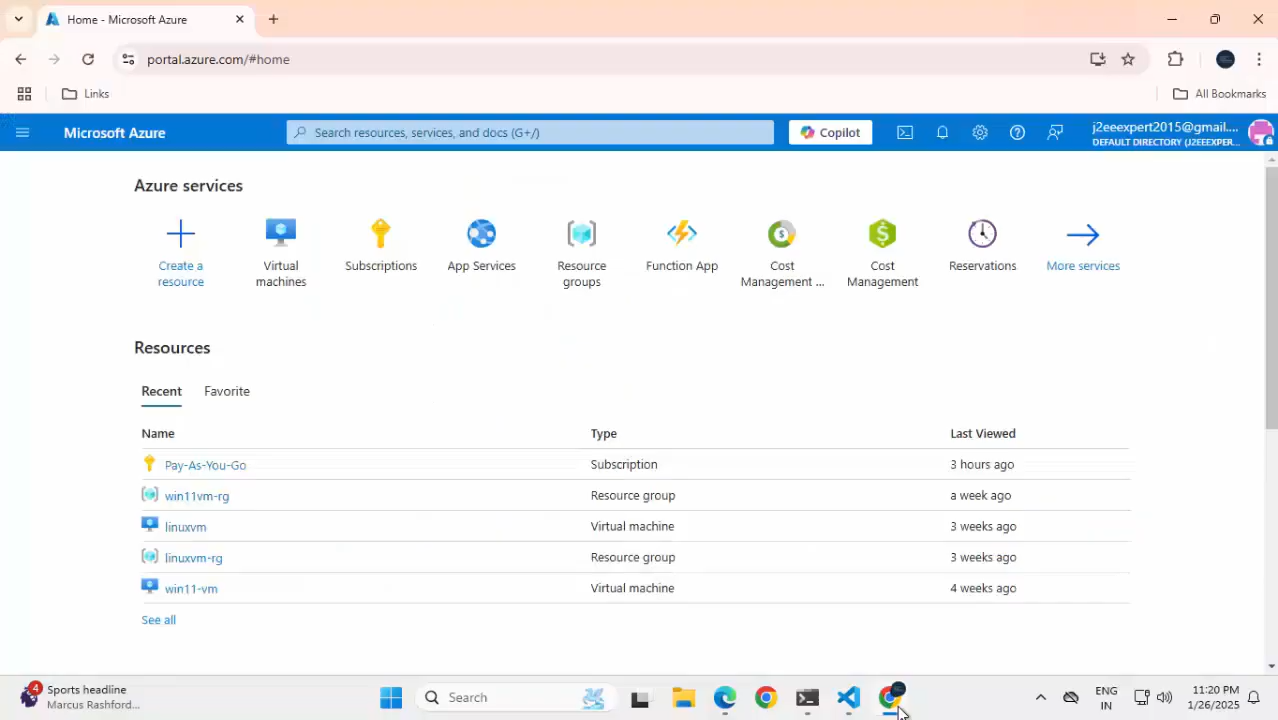 Home - Microsoft Azure
portal.azure.com/#home
Links
All Bookmarks
Microsoft Azure
Search resources, services, and docs (G+/)
Copilot
j2eeexpert2015@gmail....
DEFAULT DIRECTORY (J2EEEXPER...
Azure services
Create a resource
Virtual machines
Subscriptions
App Services
Resource groups
Function App
Cost Management ...
Cost Management
Reservations
More services
Resources
Recent Favorite
Name Type Last Viewed
Pay-As-You-Go Subscription 3 hours ago
win11vm-rg Resource group a week ago
linuxvm Virtual machine 3 weeks ago
linuxvm-rg Resource group 3 weeks ago
win11-vm Virtual machine 4 weeks ago
See all
4
Sports headline
Marcus Rashford...
Search
ENG
IN
11:20 PM
1/26/2025